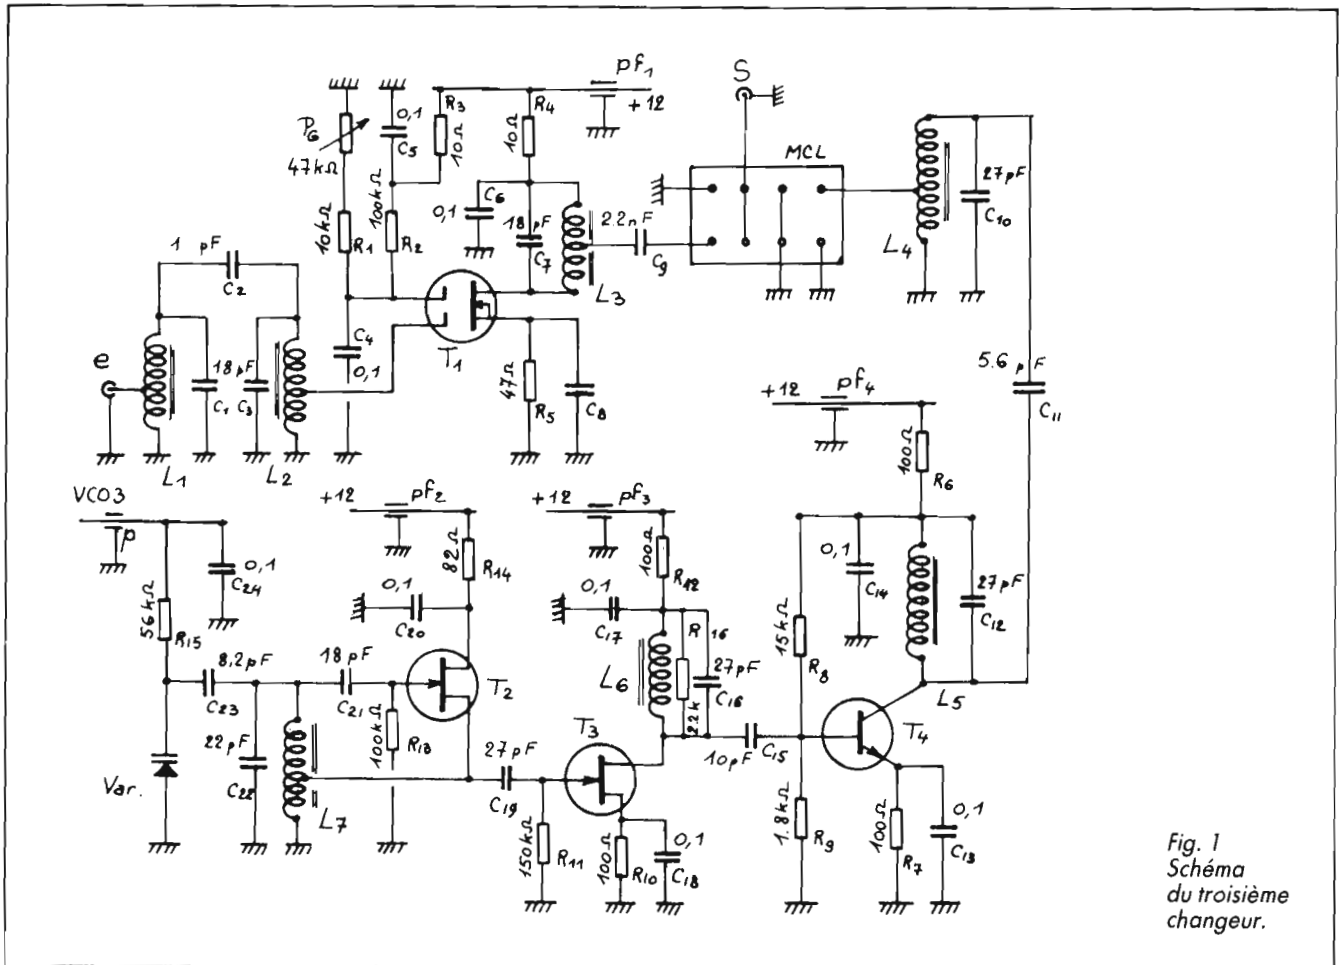 pf1
+12
S
MCL
0,1
C5
R3
10Ω
R4
10Ω
PG
47kΩ
10kΩ
R1
100kΩ
R2
C6
0,1
18 pF
C7
L3
2.2nF
C9
L4
27pF
C10
1 pF
C2
e
18pF
C1
C3
L1
L2
C4
0,1
T1
47Ω
R5
C8
5.6 pF
C11
+12
pf4
100Ω
R6
VCO3
p
0,1
C24
56kΩ
R15
8,2pF
C23
18pF
C21
22pF
C22
Var.
L7
+12
pf2
82Ω
R14
0,1
C20
T2
100kΩ
R13
27pF
C19
150kΩ
R11
+12
pf3
100Ω
R12
0,1
C17
L6
R 16
22k
27pF
C16
T3
100Ω
R10
0,1
C18
10pF
C15
15kΩ
R8
1.8kΩ
R9
0,1
C14
27pF
C12
L5
T4
100Ω
R7
0,1
C13
Fig. 1
Schéma
du troisième
changeur.